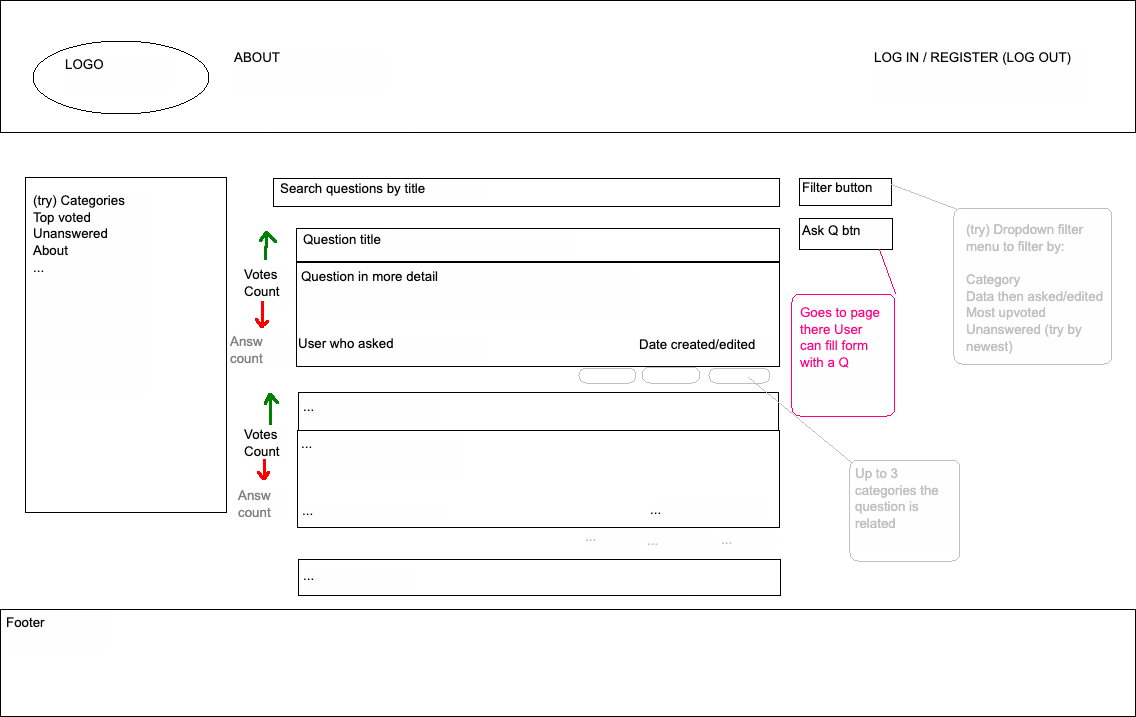 LOGO
ABOUT
LOG IN / REGISTER (LOG OUT)
(try) Categories
Top voted
Unanswered
About
...
Search questions by title
Filter button
Ask Q btn
(try) Dropdown filter
menu to filter by:
Category
Data then asked/edited
Most upvoted
Unanswered (try by
newest)
Votes
Count
Answ
count
Question title
Question in more detail
User who asked
Date created/edited
Goes to page
there User
can fill form
with a Q
Votes
Count
Answ
count
...
...
...
...
...
...
...
Up to 3
categories the
question is
related
...
Footer